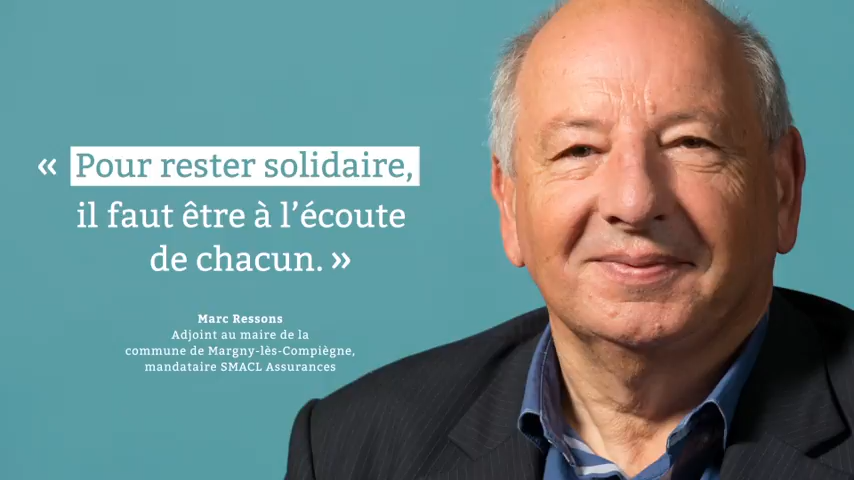 « Pour rester solidaire,
il faut être à l’écoute
de chacun. »
Marc Ressons
Adjoint au maire de la
commune de Margny-lès-Compiègne,
mandataire SMACL Assurances